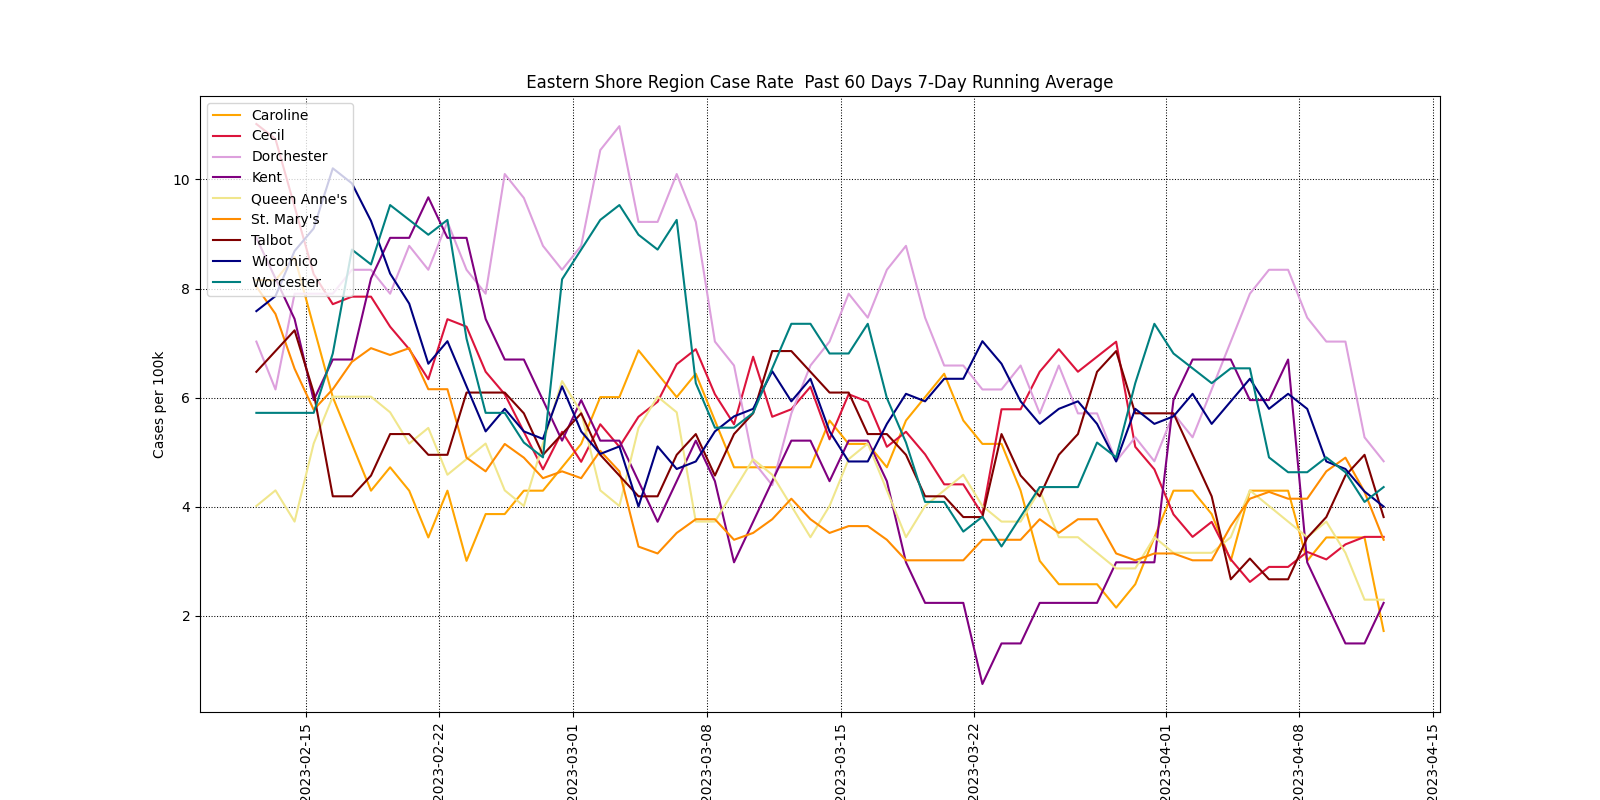 Eastern Shore Region Case Rate  Past 60 Days 7-Day Running Average
Caroline
Cecil
Dorchester
Kent
Queen Anne's
St. Mary's
Talbot
Wicomico
Worcester
Cases per 100k
10
8
6
4
2
2023-02-15
2023-02-22
2023-03-01
2023-03-08
2023-03-15
2023-03-22
2023-04-01
2023-04-08
2023-04-15